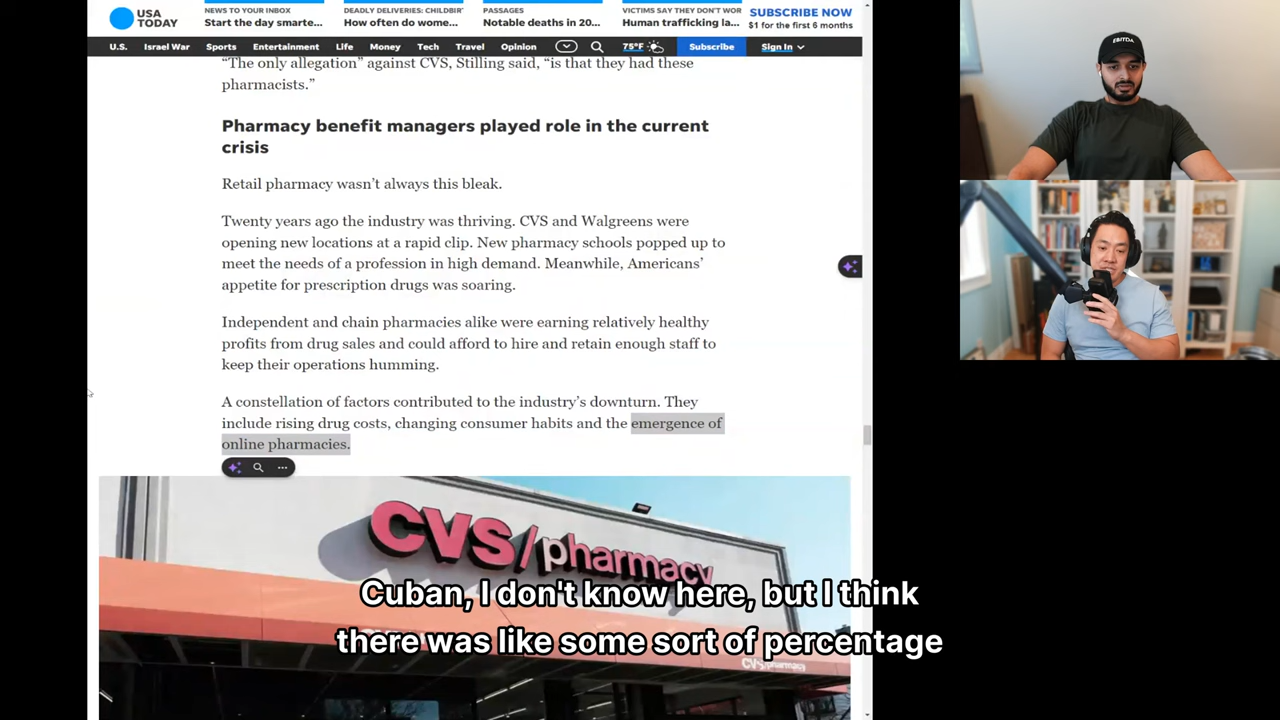 USA TODAY
NEWS TO YOUR INBOX
Start the day smarte...
DEADLY DELIVERIES: CHILDBIR
How often do wome...
PASSAGES
Notable deaths in 20...
VICTIMS SAY THEY DON'T WOR
Human trafficking la...
SUBSCRIBE NOW
$1 for the first 6 months
U.S. Israel War Sports Entertainment Life Money Tech Travel Opinion 75°F Subscribe Sign In
“The only allegation” against CVS, Stilling said, “is that they had these
pharmacists.”
Pharmacy benefit managers played role in the current
crisis
Retail pharmacy wasn’t always this bleak.
Twenty years ago the industry was thriving. CVS and Walgreens were
opening new locations at a rapid clip. New pharmacy schools popped up to
meet the needs of a profession in high demand. Meanwhile, Americans’
appetite for prescription drugs was soaring.
Independent and chain pharmacies alike were earning relatively healthy
profits from drug sales and could afford to hire and retain enough staff to
keep their operations humming.
A constellation of factors contributed to the industry’s downturn. They
include rising drug costs, changing consumer habits and the emergence of
online pharmacies.
CVS/pharmacy
CVS/pharmacy
Cuban, I don't know here, but I think
there was like some sort of percentage
EBITDA